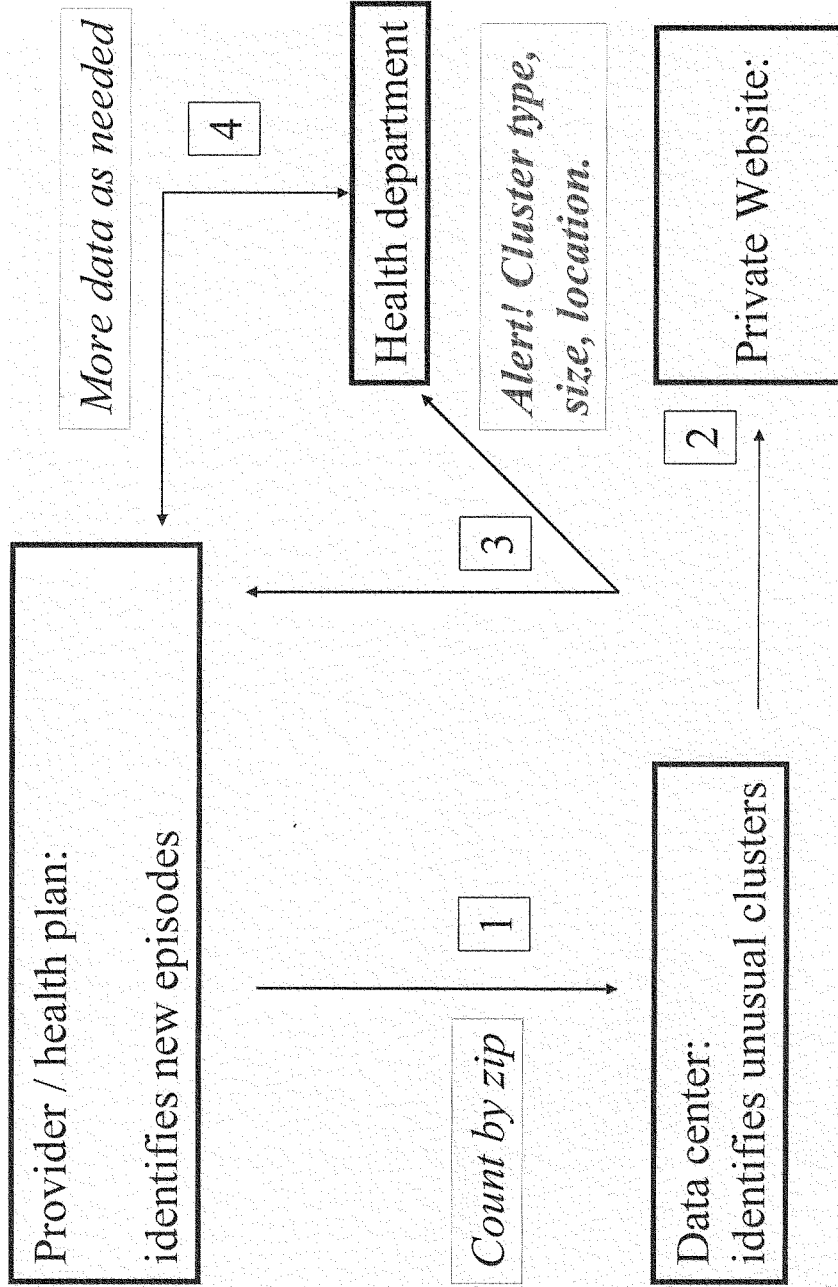 Provider / health plan:
identifies new episodes
More data as needed
4
Health department
3
Alert! Cluster type,
size, location.
Count by zip
1
Data center:
identifies unusual clusters
2
Private Website: